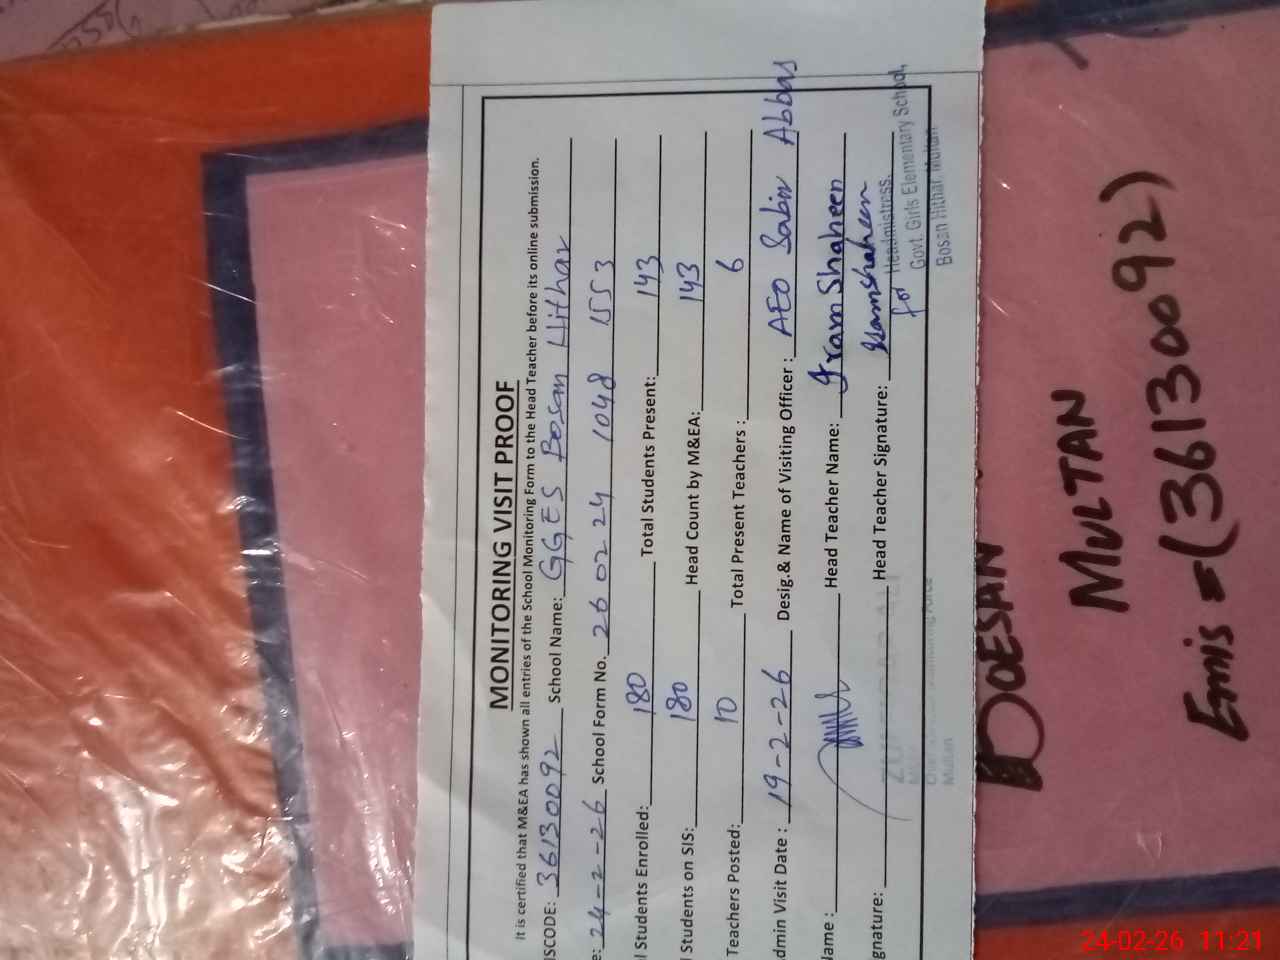 MONITORING VISIT PROOF
It is certified that M&EA has shown all entries of the School Monitoring Form to the Head Teacher before its online submission.
ISCODE: 36130092 School Name: GGES Bosan Hithar
e: 24-2-26 School Form No. 26 02 24 1048 1553
l Students Enrolled: 180 Total Students Present: 143
l Students on SIS: 180 Head Count by M&EA: 143
Teachers Posted: 10 Total Present Teachers : 6
dmin Visit Date : 19-2-26 Desig.& Name of Visiting Officer : AEO Sabir Abbas
Name : Head Teacher Name: Iram Shaheen
gnature: Head Teacher Signature: Iramshaheen
for Headmistress,
Govt. Girls Elementary School,
Bosan Hithar, Multan
Multan
BOESAN
MULTAN
Emis =(36130092)
24-02-26 11:21